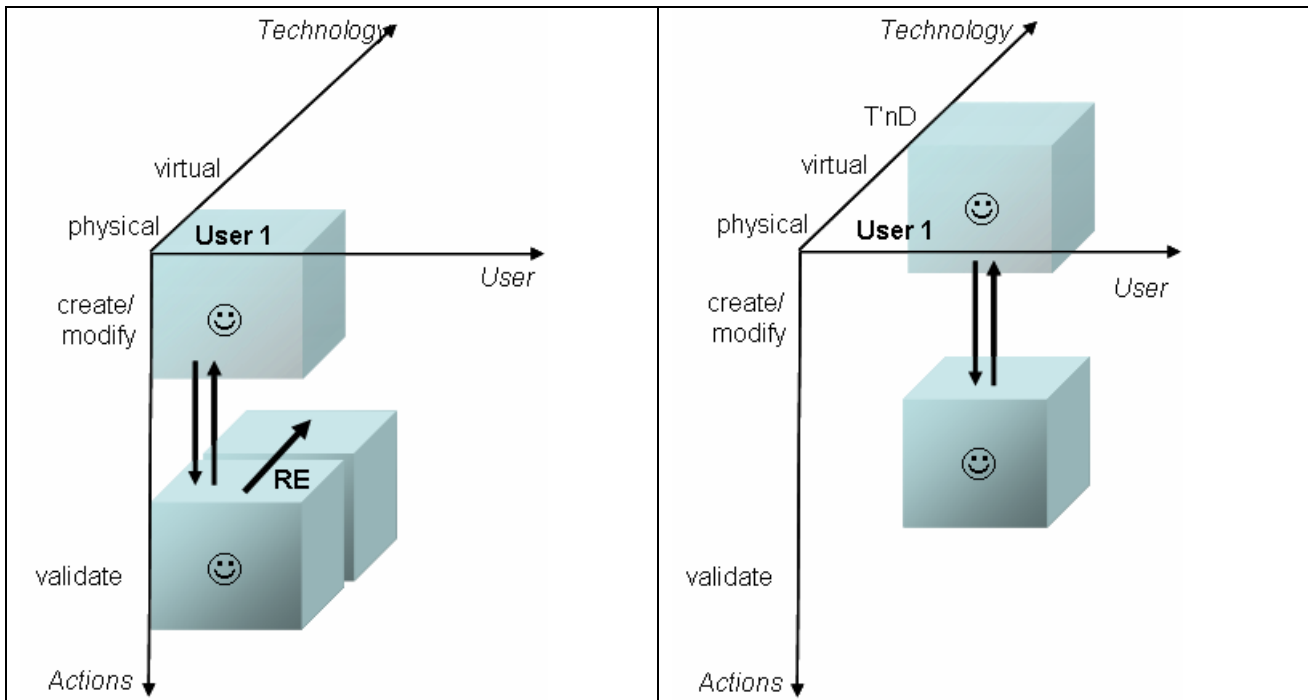 Technology
virtual
physical
User 1
User
create/
modify
RE
validate
Actions
Technology
T'nD
virtual
physical
User 1
User
create/
modify
validate
Actions